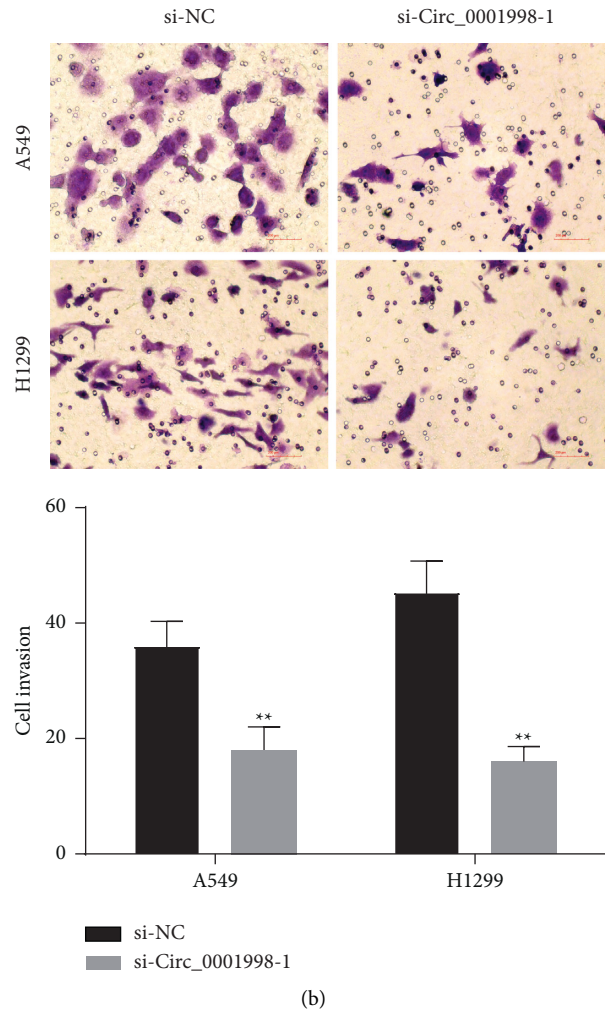 si-NC si-Circ_0001998-1
A549
H1299
60
40
20
0
Cell invasion
**
**
A549 H1299
si-NC
si-Circ_0001998-1
(b)